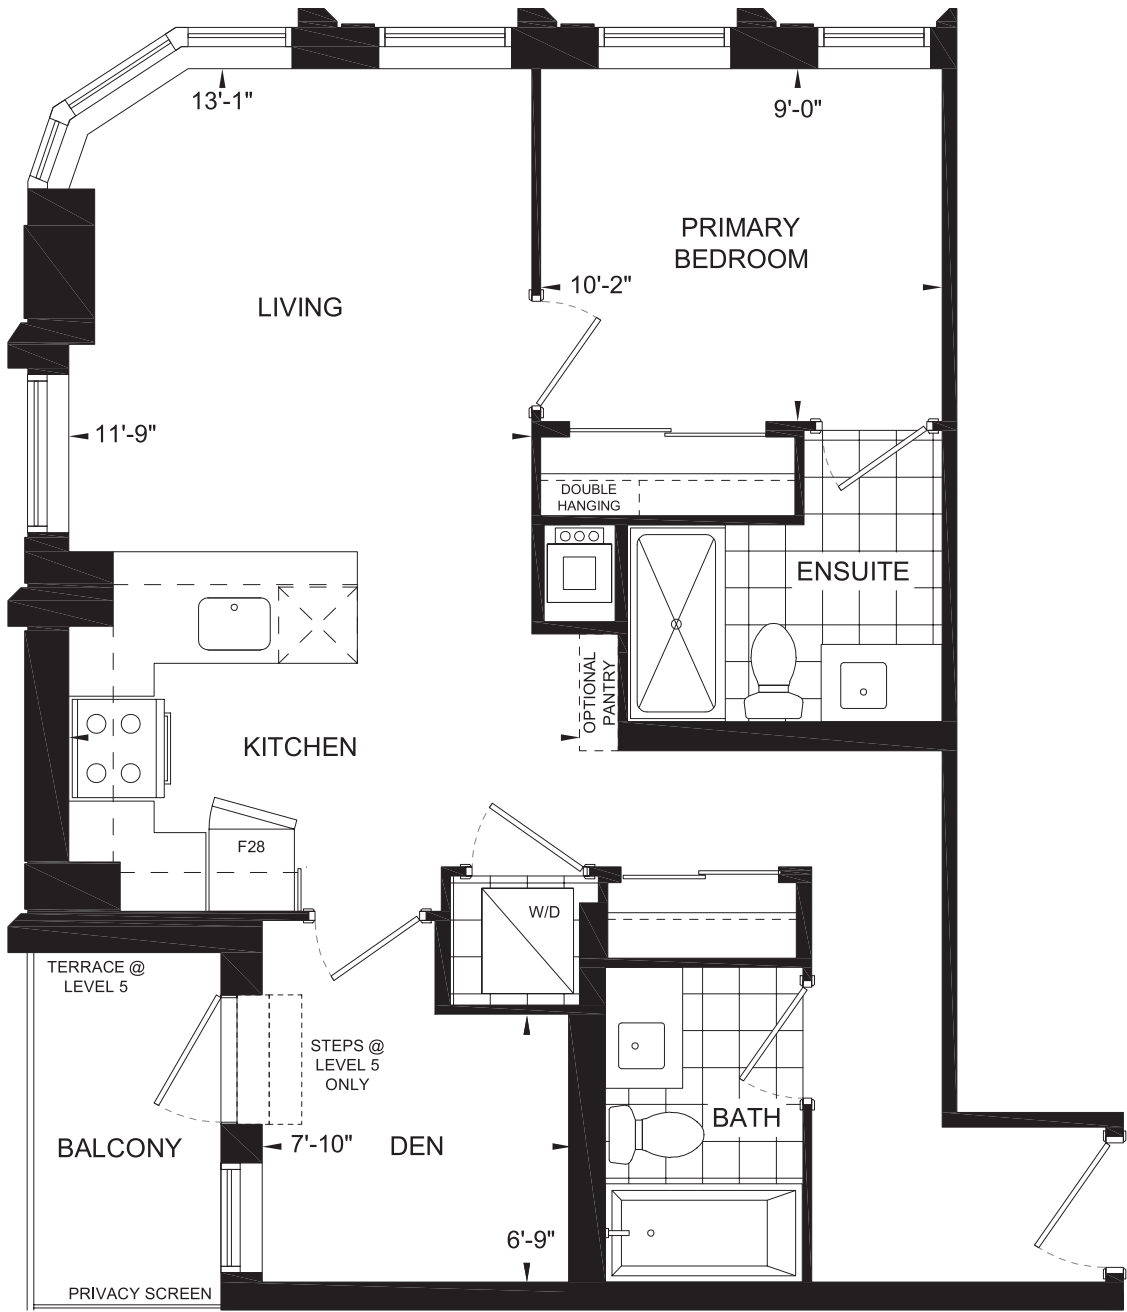 13'-1"
9'-0"
PRIMARY
BEDROOM
10'-2"
LIVING
11'-9"
DOUBLE
HANGING
ENSUITE
OPTIONAL
PANTRY
KITCHEN
F28
W/D
TERRACE @
LEVEL 5
STEPS @
LEVEL 5
ONLY
BATH
BALCONY
7'-10"
DEN
6'-9"
PRIVACY SCREEN